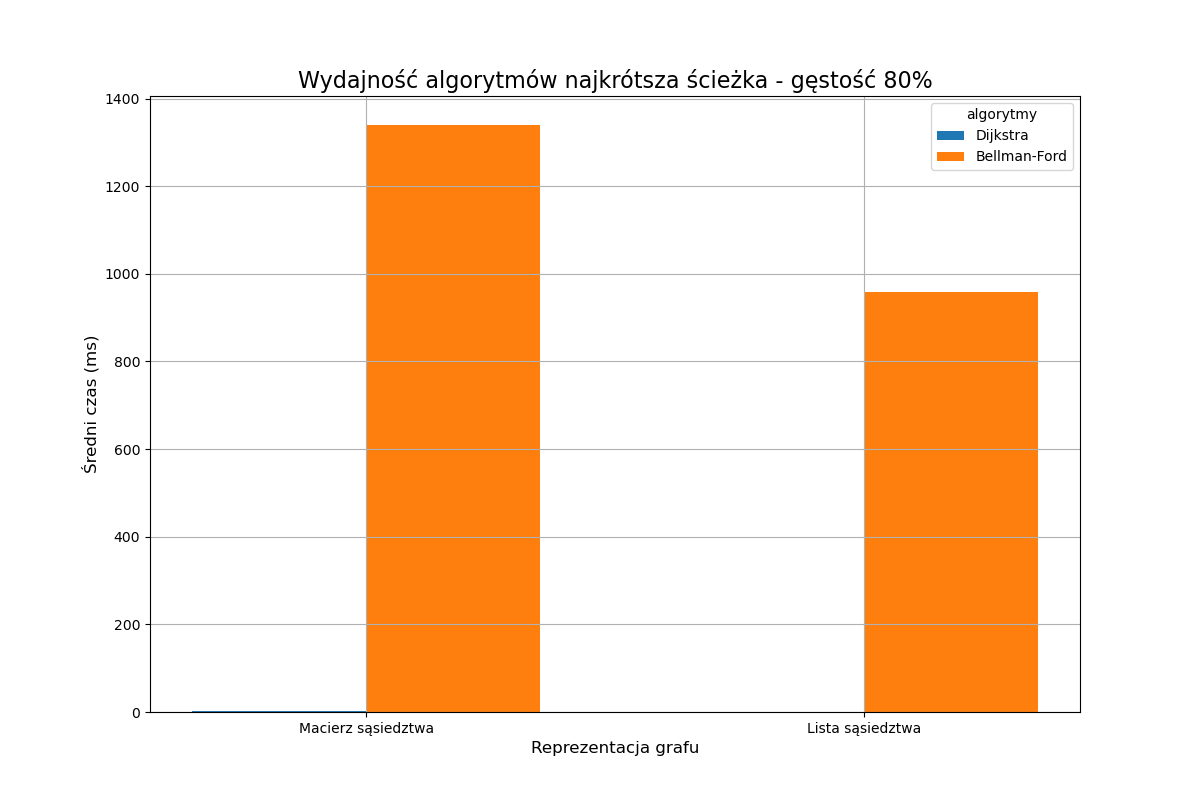 Wydajność algorytmów najkrótsza ścieżka - gęstość 80%
algorytmy
Dijkstra
Bellman-Ford
Średni czas (ms)
1400
1200
1000
800
600
400
200
0
Macierz sąsiedztwa
Lista sąsiedztwa
Reprezentacja grafu